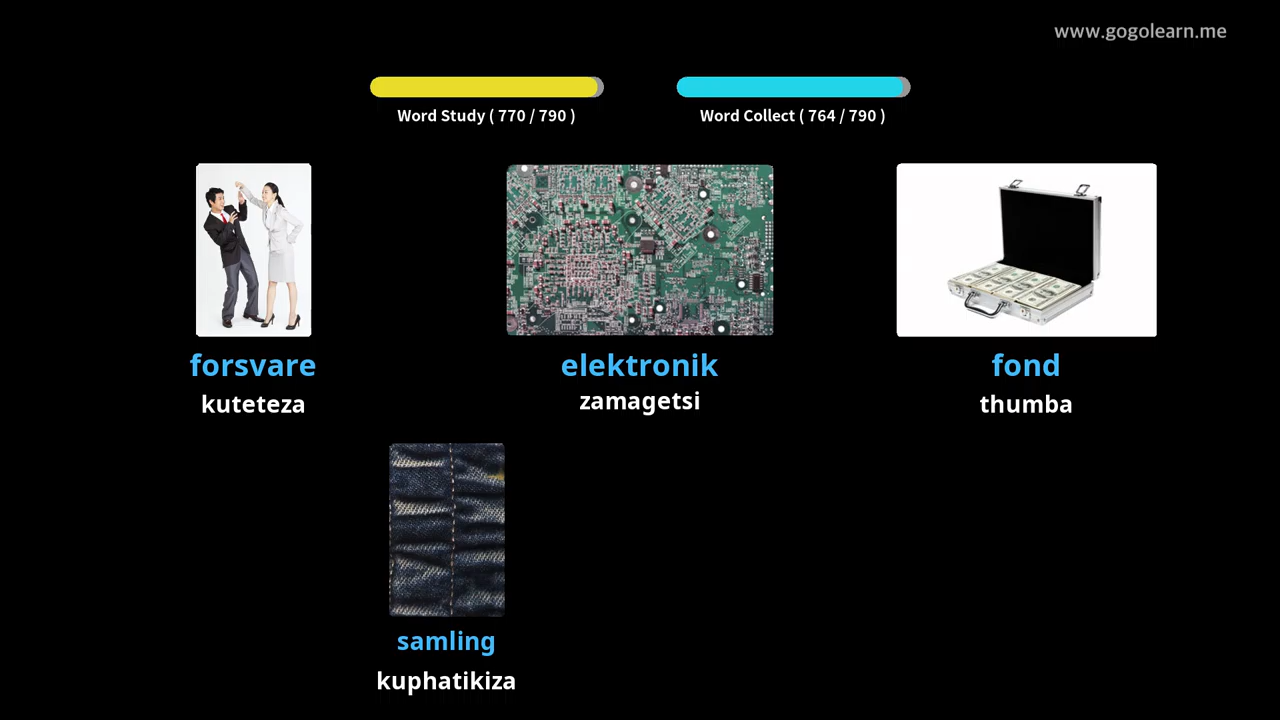 www.gogolearn.me
Word Study ( 770 / 790 )
Word Collect ( 764 / 790 )
forsvare
kuteteza
elektronik
zamagetsi
fond
thumba
samling
kuphatikiza